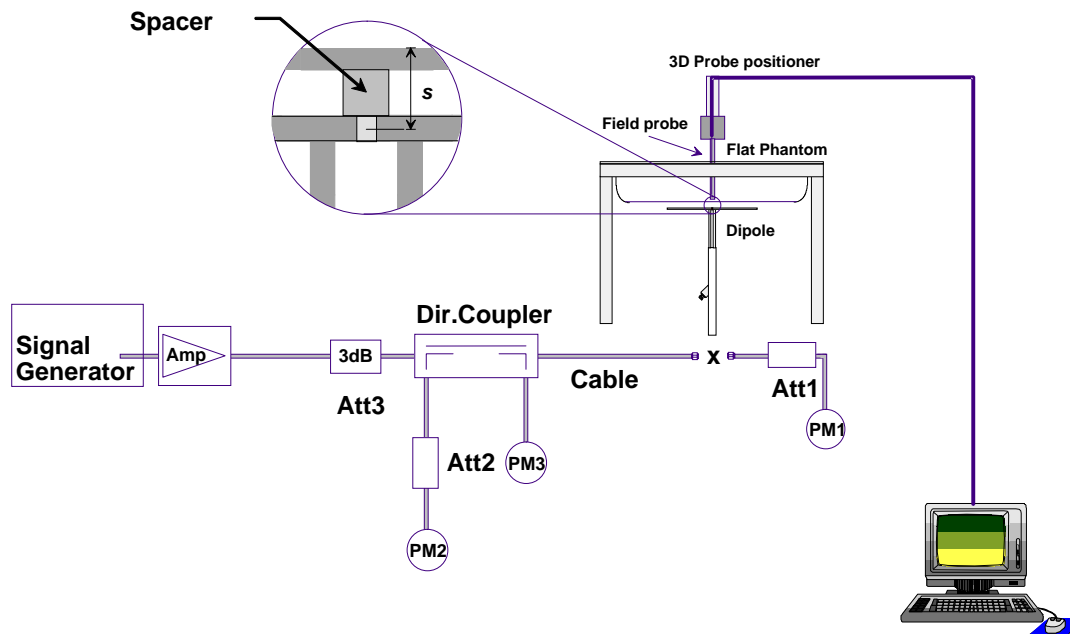 Spacer
s
3D Probe positioner
Field probe
Flat Phantom
Dipole
Dir.Coupler
Signal
Generator
Amp
3dB
Att3
Cable
x
Att1
PM1
Att2
PM3
PM2